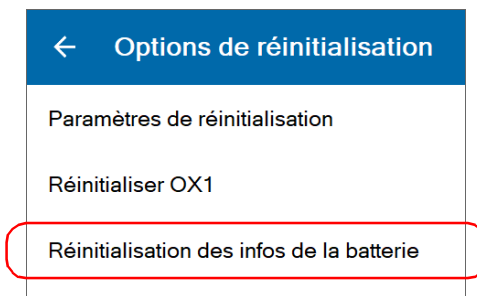 Options de réinitialisation
Paramètres de réinitialisation
Réinitialiser OX1
Réinitialisation des infos de la batterie